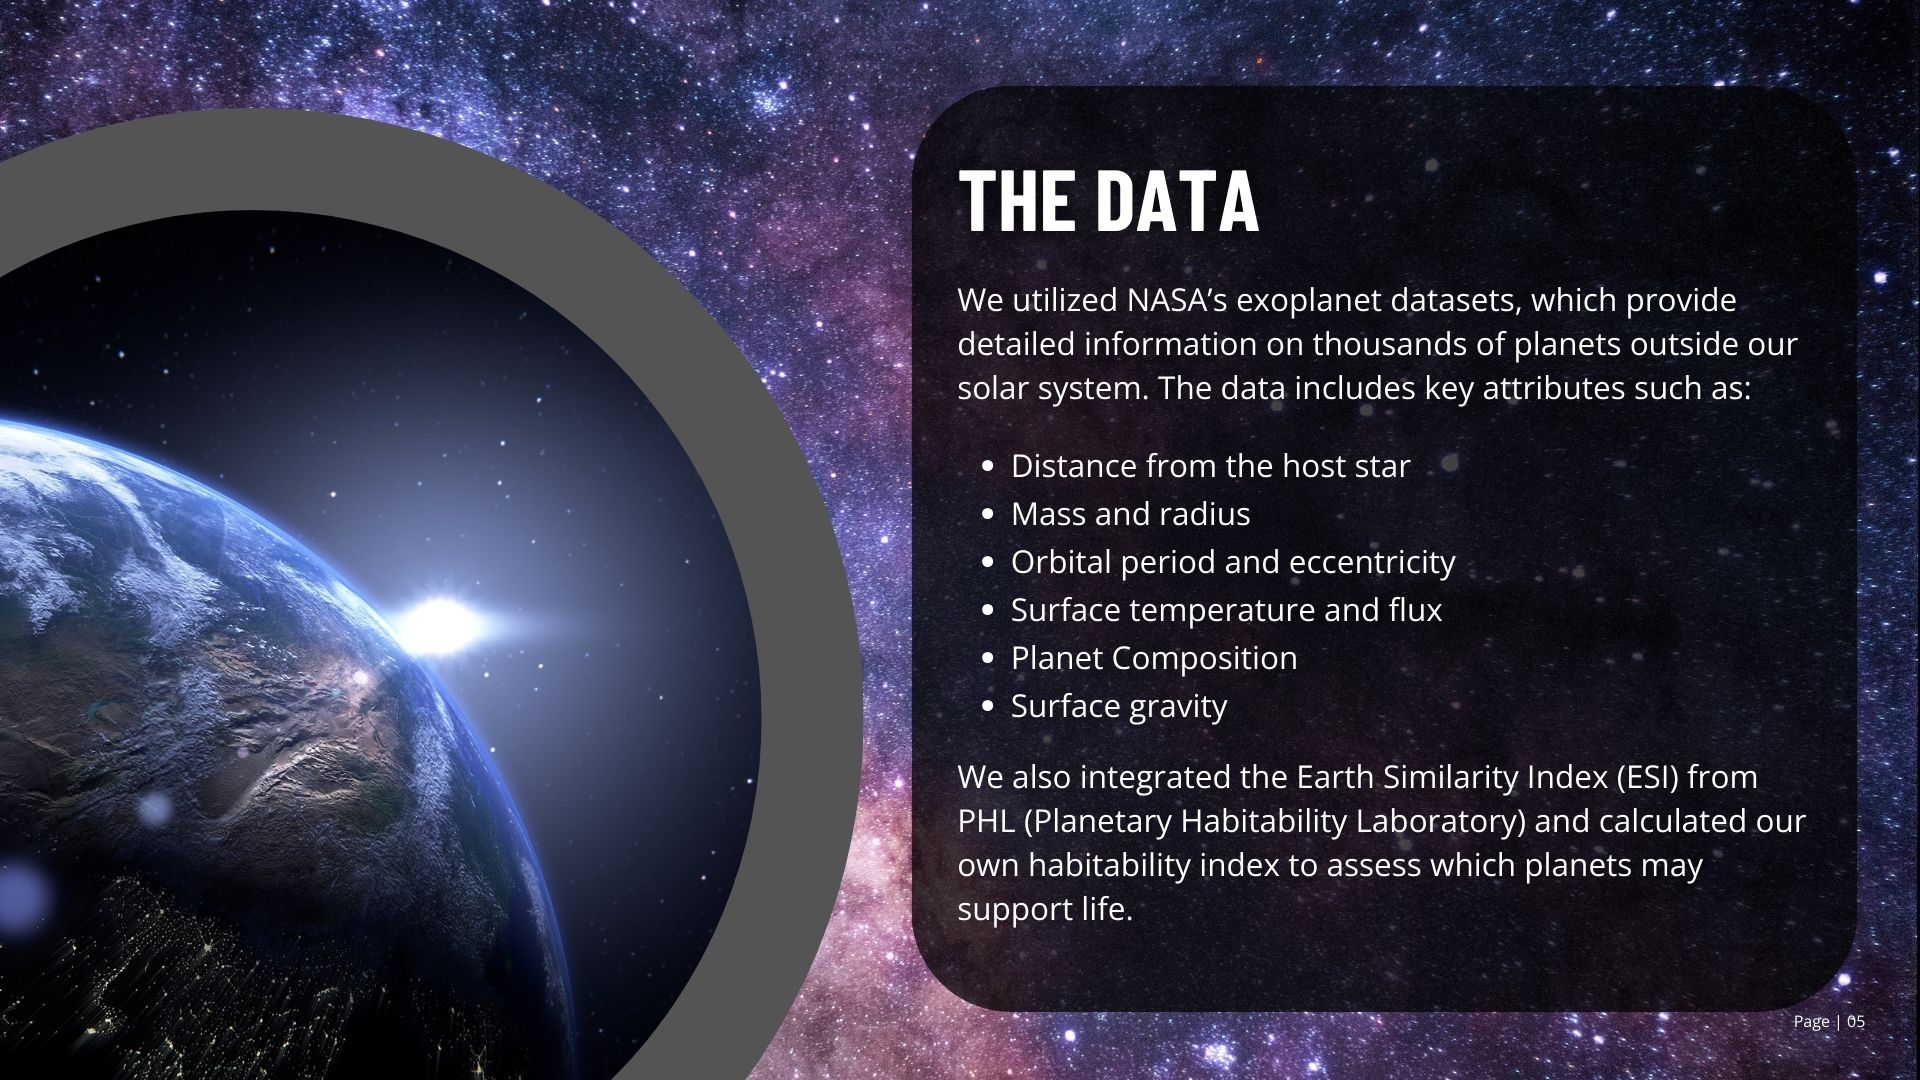 THE DATA
We utilized NASA’s exoplanet datasets, which provide
detailed information on thousands of planets outside our
solar system. The data includes key attributes such as:
• Distance from the host star
• Mass and radius
• Orbital period and eccentricity
• Surface temperature and flux
• Planet Composition
• Surface gravity
We also integrated the Earth Similarity Index (ESI) from
PHL (Planetary Habitability Laboratory) and calculated our
own habitability index to assess which planets may
support life.
Page | 05